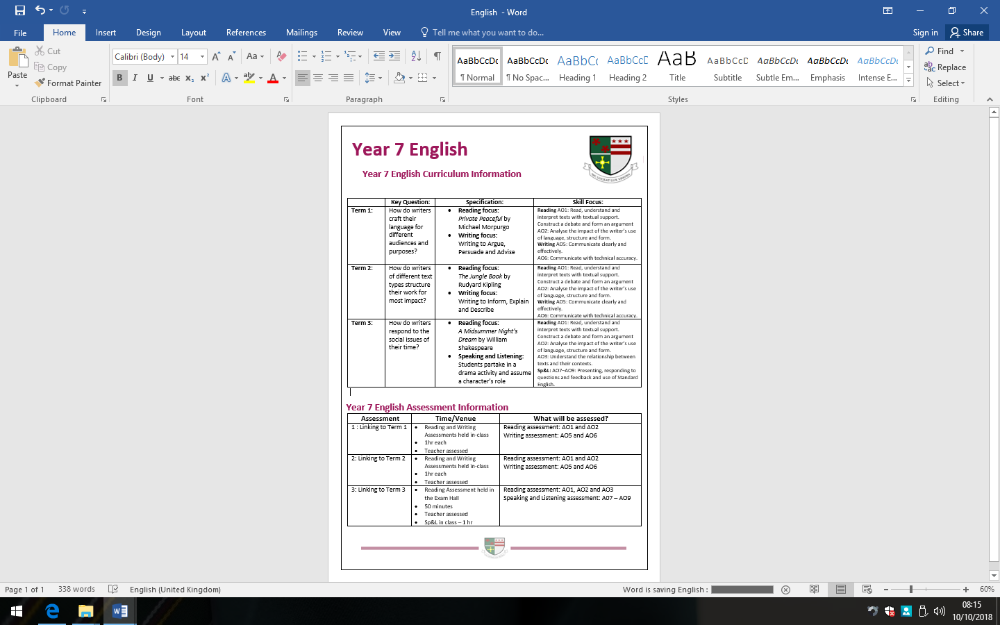 English - Word
File Home Insert Design Layout References Mailings Review View Tell me what you want to do... Sign in Share
Paste
Cut
Copy
Format Painter
Calibri (Body) 14
AaBbCcDc AaBbCcDc AaBbCc AaBbCcD AaB AaBbCcD AaBbCcDc AaBbCcDc AaBbCcDc
¶ Normal ¶ No Spac... Heading 1 Heading 2 Title Subtitle Subtle Em... Emphasis Intense E...
Find
Replace
Select
Clipboard Font Paragraph Styles Editing
Year 7 English
Year 7 English Curriculum Information
Key Question: Specification: Skill Focus:
Term 1:
How do writers
craft their
language for
different
audiences and
purposes?
• Reading focus:
Private Peaceful by
Michael Morpurgo
• Writing focus:
Writing to Argue,
Persuade and Advise
Reading AO1: Read, understand and
interpret texts with textual support.
Construct a debate and form an argument
AO2: Analyse the impact of the writer's use
of language, structure and form.
Writing AO5: Communicate clearly and
effectively.
AO6: Communicate with technical accuracy.
Term 2:
How do writers
of different text
types structure
their work for
most impact?
• Reading focus:
The Jungle Book by
Rudyard Kipling
• Writing focus:
Writing to Inform, Explain
and Describe
Reading AO1: Read, understand and
interpret texts with textual support.
Construct a debate and form an argument
AO2: Analyse the impact of the writer's use
of language, structure and form.
Writing AO5: Communicate clearly and
effectively.
AO6: Communicate with technical accuracy.
Term 3:
How do writers
respond to the
social issues of
their time?
• Reading focus:
A Midsummer Night's
Dream by William
Shakespeare
• Speaking and Listening:
Students partake in a
drama activity and assume
a character's role
Reading AO1: Read, understand and
interpret texts with textual support.
Construct a debate and form an argument
AO2: Analyse the impact of the writer's use
of language, structure and form.
AO3: Understand the relationship between
texts and their contexts.
Sp&L: AO7–AO9: Presenting, responding to
questions and feedback and use of Standard
English.
Year 7 English Assessment Information
Assessment Time/Venue What will be assessed?
1 : Linking to Term 1
• Reading and Writing
Assessments held in-class
• 1hr each
• Teacher assessed
Reading assessment: AO1 and AO2
Writing assessment: AO5 and AO6
2: Linking to Term 2
• Reading and Writing
Assessments held in-class
• 1hr each
• Teacher assessed
Reading assessment: AO1 and AO2
Writing assessment: AO5 and AO6
3: Linking to Term 3
• Reading Assessment held in
the Exam Hall
• 50 minutes
• Teacher assessed
• Sp&L in class – 1 hr
Reading assessment: AO1, AO2 and AO3
Speaking and Listening assessment: A07 – AO9
Page 1 of 1 338 words English (United Kingdom) Word is saving English : 60%
08:15
10/10/2018